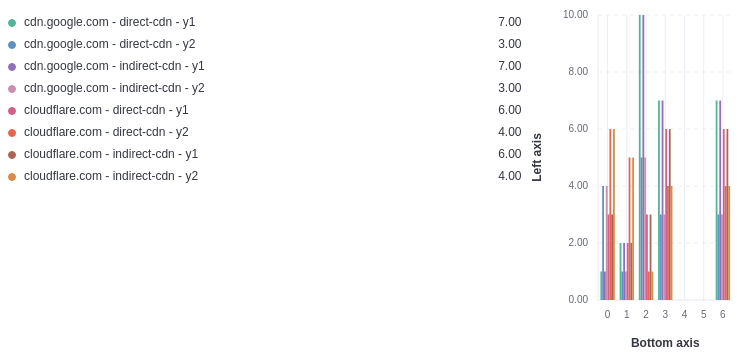 cdn.google.com - direct-cdn - y1 7.00
cdn.google.com - direct-cdn - y2 3.00
cdn.google.com - indirect-cdn - y1 7.00
cdn.google.com - indirect-cdn - y2 3.00
cloudflare.com - direct-cdn - y1 6.00
cloudflare.com - direct-cdn - y2 4.00
cloudflare.com - indirect-cdn - y1 6.00
cloudflare.com - indirect-cdn - y2 4.00
Left axis
10.00
8.00
6.00
4.00
2.00
0.00
0 1 2 3 4 5 6
Bottom axis